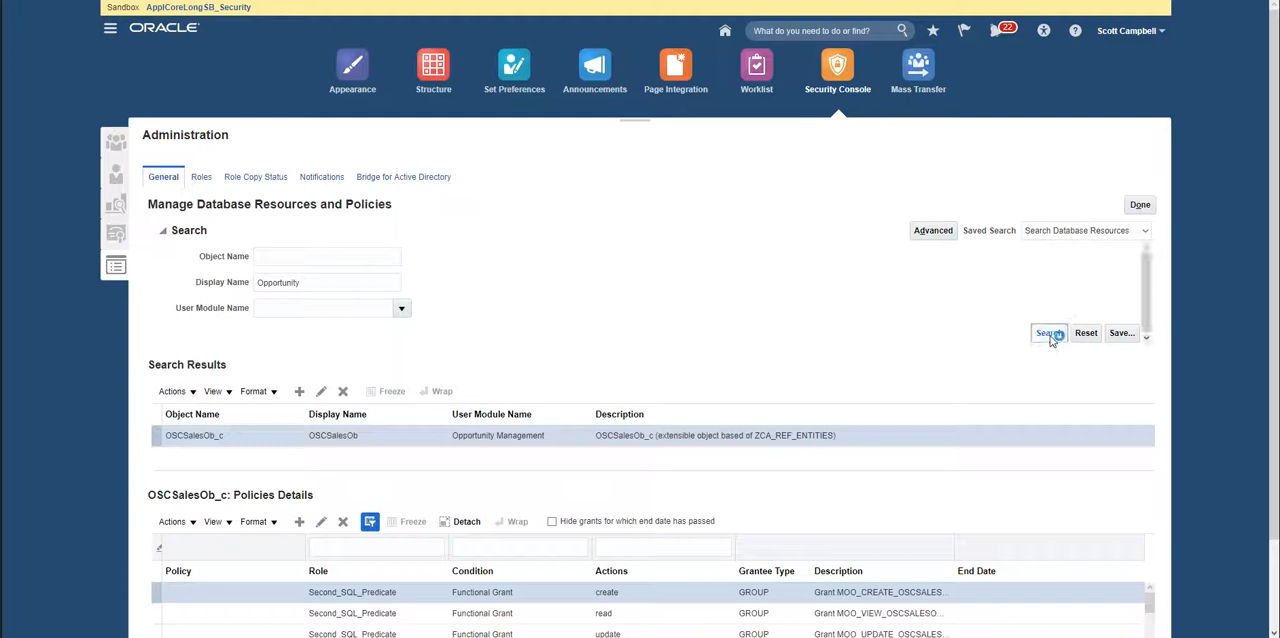 Sandbox ApplCoreLongSB_Security
ORACLE
What do you need to do or find?
22
Scott Campbell
Appearance
Structure
Set Preferences
Announcements
Page Integration
Worklist
Security Console
Mass Transfer
Administration
General Roles Role Copy Status Notifications Bridge for Active Directory
Manage Database Resources and Policies
Done
Search
Advanced Saved Search Search Database Resources
Object Name
Display Name Opportunity
User Module Name
Search Reset Save...
Search Results
Actions View Format Freeze Wrap
Object Name Display Name User Module Name Description
OSCSalesOb_c OSCSalesOb Opportunity Management OSCSalesOb_c (extensible object based of ZCA_REF_ENTITIES)
OSCSalesOb_c: Policies Details
Actions View Format Freeze Detach Wrap Hide grants for which end date has passed
Policy Role Condition Actions Grantee Type Description End Date
Second_SQL_Predicate Functional Grant create GROUP Grant MOO_CREATE_OSCSALES...
Second_SQL_Predicate Functional Grant read GROUP Grant MOO_VIEW_OSCSALESO...
Second_SQL_Predicate Functional Grant update GROUP Grant MOO_UPDATE_OSCSALES...